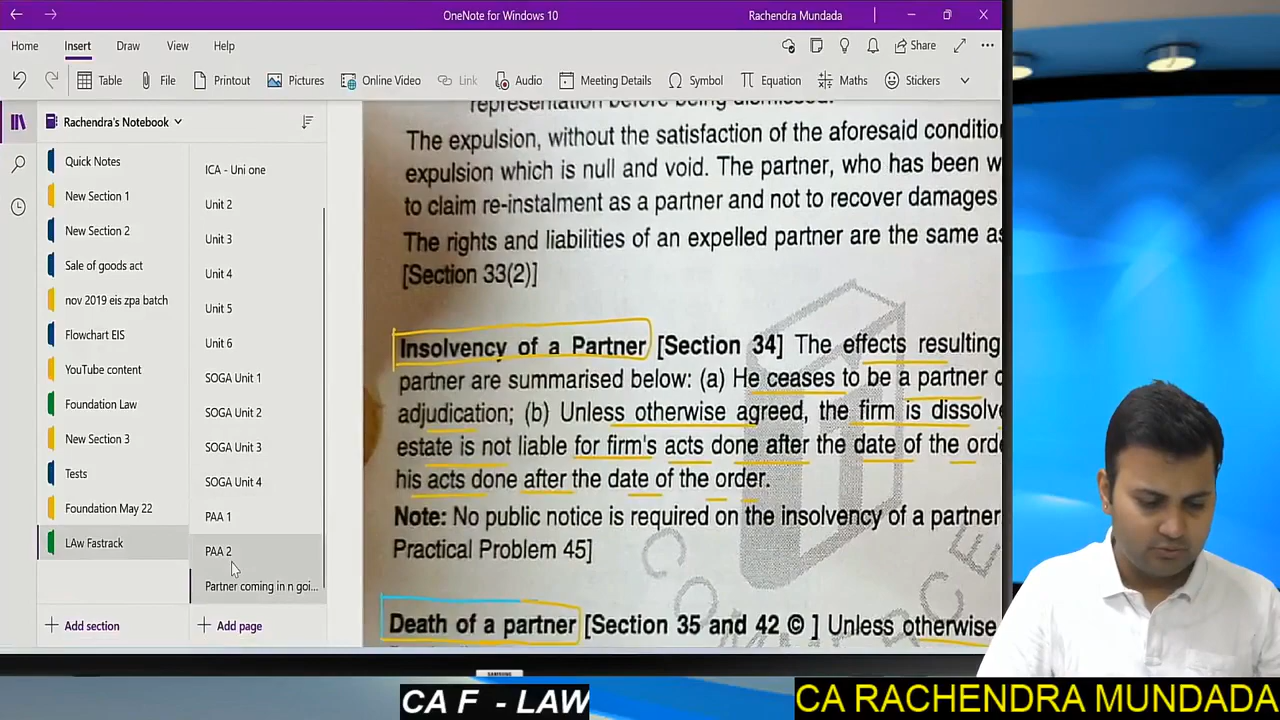 OneNote for Windows 10
Rachendra Mundada
Home
Insert
Draw
View
Help
Share
Table
File
Printout
Pictures
Online Video
Link
Audio
Meeting Details
Symbol
Equation
Maths
Stickers
Rachendra's Notebook
Quick Notes
New Section 1
New Section 2
Sale of goods act
nov 2019 eis zpa batch
Flowchart EIS
YouTube content
Foundation Law
New Section 3
Tests
Foundation May 22
LAw Fastrack
Add section
ICA - Uni one
Unit 2
Unit 3
Unit 4
Unit 5
Unit 6
SOGA Unit 1
SOGA Unit 2
SOGA Unit 3
SOGA Unit 4
PAA 1
PAA 2
Partner coming in n goi...
Add page
representation before being dismissed.
The expulsion, without the satisfaction of the aforesaid condition
expulsion which is null and void. The partner, who has been w
to claim re-instalment as a partner and not to recover damages
The rights and liabilities of an expelled partner are the same as
[Section 33(2)]
Insolvency of a Partner [Section 34] The effects resulting
partner are summarised below: (a) He ceases to be a partner o
adjudication; (b) Unless otherwise agreed, the firm is dissolve
estate is not liable for firm's acts done after the date of the orde
his acts done after the date of the order.
Note: No public notice is required on the insolvency of a partner
Practical Problem 45]
Death of a partner [Section 35 and 42 © ] Unless otherwise
SAMSUNG
CA F - LAW
CA RACHENDRA MUNDADA